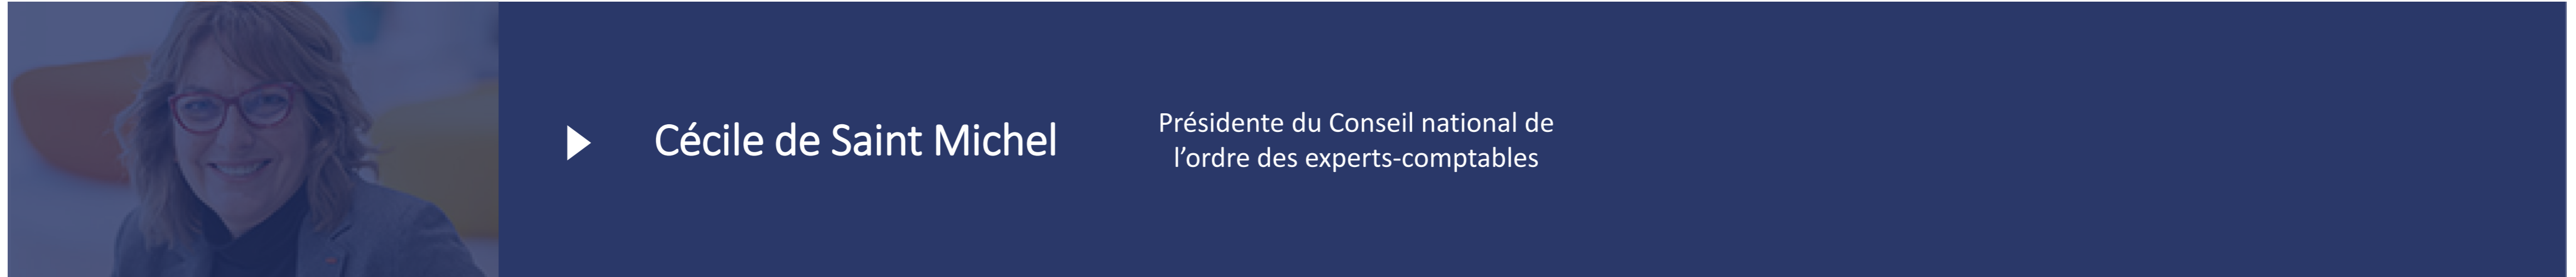 Cécile de Saint Michel
Présidente du Conseil national de
l’ordre des experts-comptables